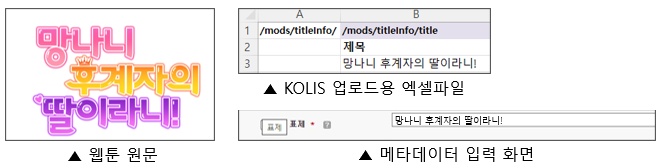 망나니
후계자의
딸이라니!
▲ 웹툰 원문
A B
1 /mods/titleInfo/ /mods/titleInfo/title
2 제목
3 망나니 후계자의 딸이라니!
▲ KOLIS 업로드용 엑셀파일
표제 표제 * ? 망나니 후계자의 딸이라니!
▲ 메타데이터 입력 화면